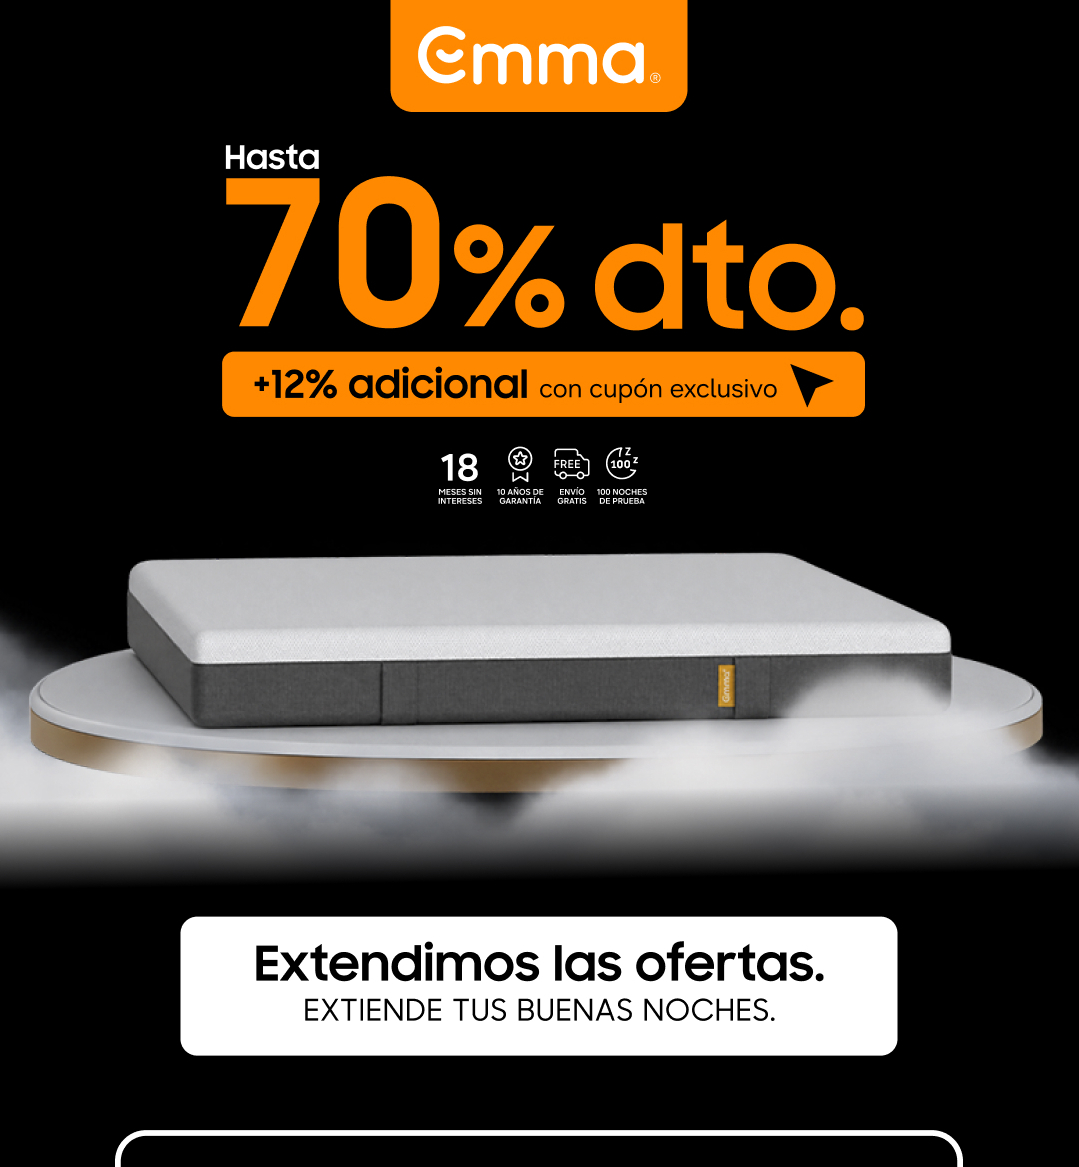 emma®
Hasta
70% dto.
+12% adicional con cupón exclusivo
18
MESES SIN
INTERESES
10 AÑOS DE
GARANTÍA
FREE
ENVÍO
GRATIS
Z
100 Z
100 NOCHES
DE PRUEBA
emma
Extendimos las ofertas.
EXTIENDE TUS BUENAS NOCHES.